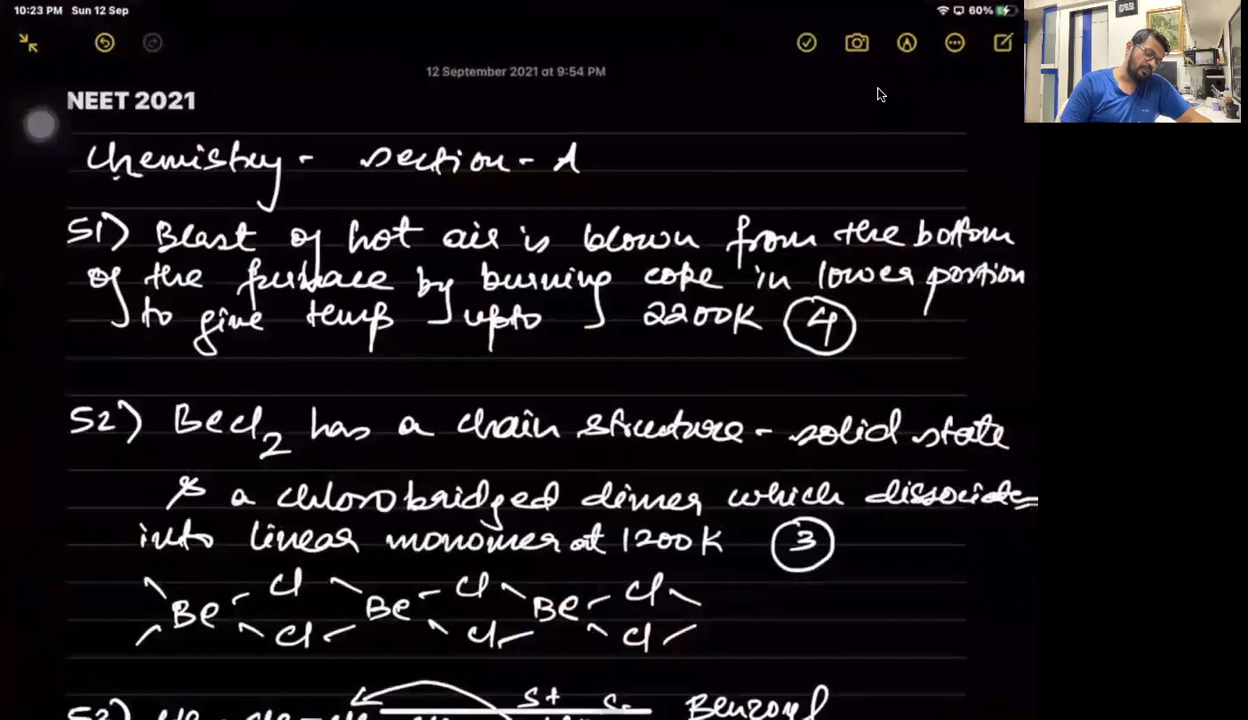 10:23 PM Sun 12 Sep
60%
12 September 2021 at 9:54 PM
NEET 2021
Chemistry - section - A
51) Blast of hot air is blown from the bottom
of the furnace by burning coke in lower portion
to give temp upto 2200K (4)
52) BeCl2 has a chain structure - solid state
& a chlorobridged dimer which dissociates
into linear monomer at 1200K (3)
Cl Cl Cl
Be Be Be
Cl Cl Cl
53)
S+
Benzoyl